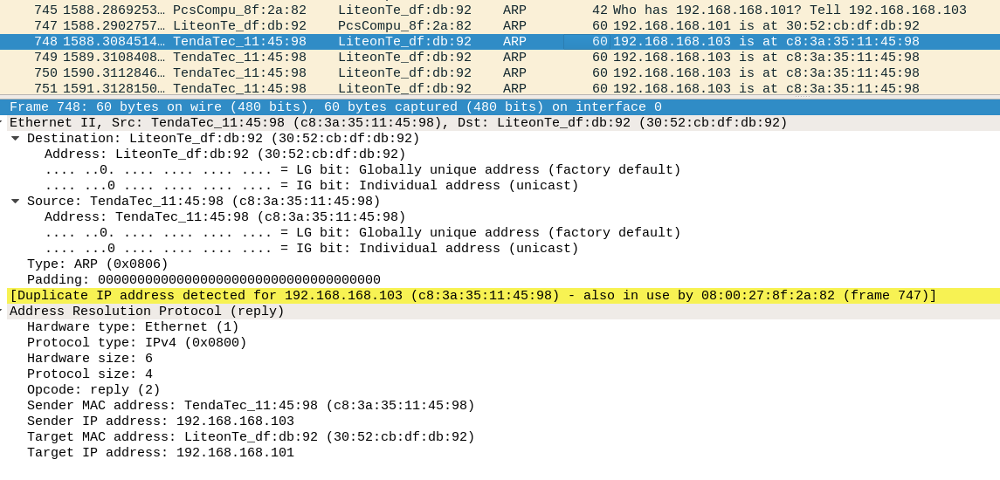 745 1588.2869253… PcsCompu_8f:2a:82 LiteonTe_df:db:92 ARP 42 Who has 192.168.168.101? Tell 192.168.168.103
747 1588.2902757… LiteonTe_df:db:92 PcsCompu_8f:2a:82 ARP 60 192.168.168.101 is at 30:52:cb:df:db:92
748 1588.3084514… TendaTec_11:45:98 LiteonTe_df:db:92 ARP 60 192.168.168.103 is at c8:3a:35:11:45:98
749 1589.3108408… TendaTec_11:45:98 LiteonTe_df:db:92 ARP 60 192.168.168.103 is at c8:3a:35:11:45:98
750 1590.3112846… TendaTec_11:45:98 LiteonTe_df:db:92 ARP 60 192.168.168.103 is at c8:3a:35:11:45:98
751 1591.3128150… TendaTec_11:45:98 LiteonTe_df:db:92 ARP 60 192.168.168.103 is at c8:3a:35:11:45:98
Frame 748: 60 bytes on wire (480 bits), 60 bytes captured (480 bits) on interface 0
Ethernet II, Src: TendaTec_11:45:98 (c8:3a:35:11:45:98), Dst: LiteonTe_df:db:92 (30:52:cb:df:db:92)
Destination: LiteonTe_df:db:92 (30:52:cb:df:db:92)
Address: LiteonTe_df:db:92 (30:52:cb:df:db:92)
.... ..0. .... .... .... .... = LG bit: Globally unique address (factory default)
.... ...0 .... .... .... .... = IG bit: Individual address (unicast)
Source: TendaTec_11:45:98 (c8:3a:35:11:45:98)
Address: TendaTec_11:45:98 (c8:3a:35:11:45:98)
.... ..0. .... .... .... .... = LG bit: Globally unique address (factory default)
.... ...0 .... .... .... .... = IG bit: Individual address (unicast)
Type: ARP (0x0806)
Padding: 000000000000000000000000000000000000
[Duplicate IP address detected for 192.168.168.103 (c8:3a:35:11:45:98) - also in use by 08:00:27:8f:2a:82 (frame 747)]
Address Resolution Protocol (reply)
Hardware type: Ethernet (1)
Protocol type: IPv4 (0x0800)
Hardware size: 6
Protocol size: 4
Opcode: reply (2)
Sender MAC address: TendaTec_11:45:98 (c8:3a:35:11:45:98)
Sender IP address: 192.168.168.103
Target MAC address: LiteonTe_df:db:92 (30:52:cb:df:db:92)
Target IP address: 192.168.168.101